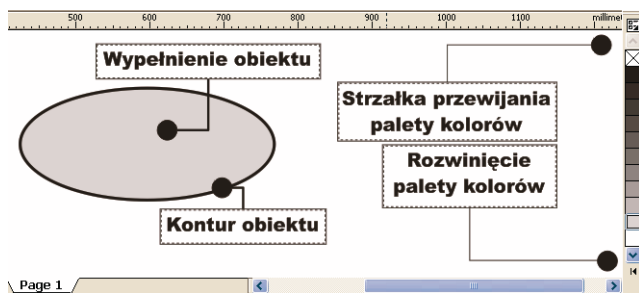 500 600 700 800 900 1000 1100 millimet
Wypełnienie obiektu
Strzałka przewijania
palety kolorów
Rozwinięcie
palety kolorów
Kontur obiektu
Page 1